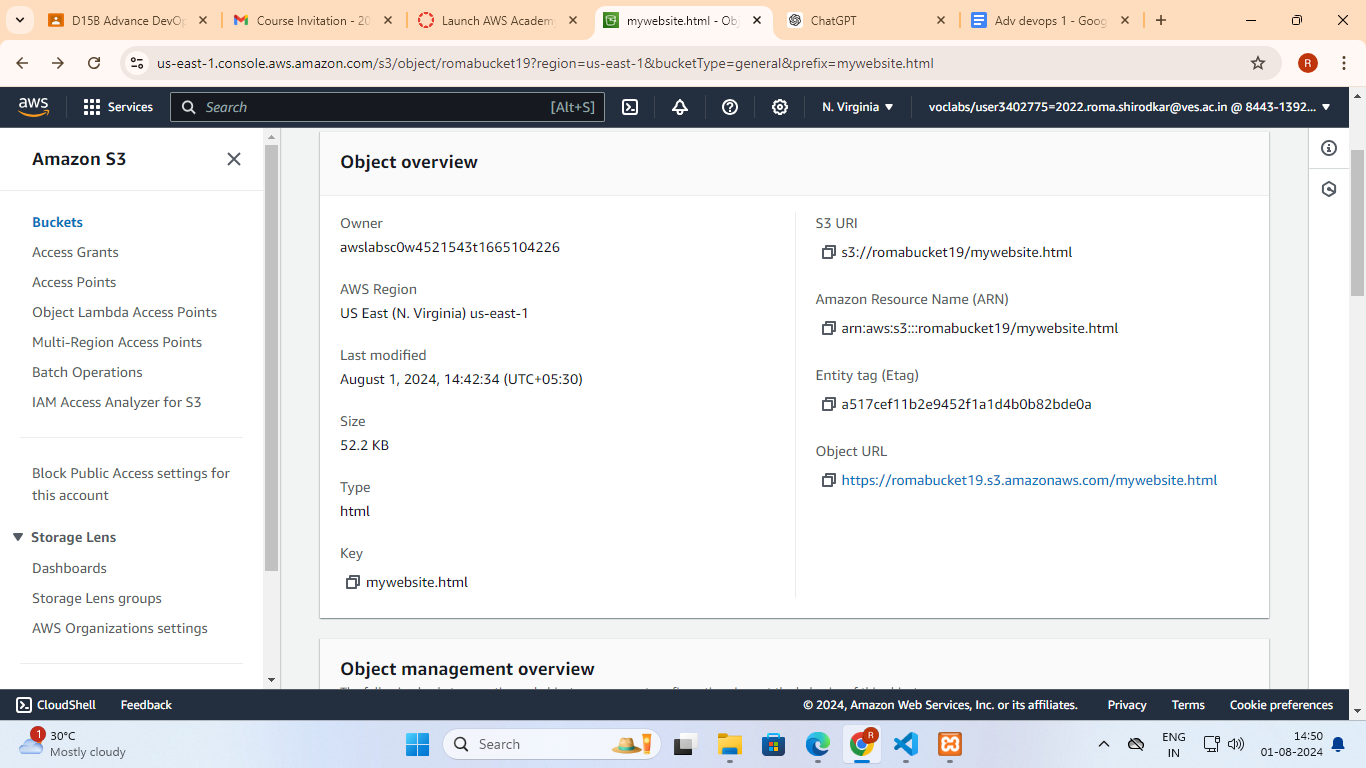 D15B Advance DevOp
Course Invitation - 20
Launch AWS Academ
mywebsite.html - Obj
ChatGPT
Adv devops 1 - Goog
us-east-1.console.aws.amazon.com/s3/object/romabucket19?region=us-east-1&bucketType=general&prefix=mywebsite.html
R
aws
Services
Search
[Alt+S]
N. Virginia
voclabs/user3402775=2022.roma.shirodkar@ves.ac.in @ 8443-1392...
Amazon S3
Buckets
Access Grants
Access Points
Object Lambda Access Points
Multi-Region Access Points
Batch Operations
IAM Access Analyzer for S3
Block Public Access settings for
this account
Storage Lens
Dashboards
Storage Lens groups
AWS Organizations settings
Object overview
Owner
awslabsc0w4521543t1665104226
AWS Region
US East (N. Virginia) us-east-1
Last modified
August 1, 2024, 14:42:34 (UTC+05:30)
Size
52.2 KB
Type
html
Key
mywebsite.html
S3 URI
s3://romabucket19/mywebsite.html
Amazon Resource Name (ARN)
arn:aws:s3:::romabucket19/mywebsite.html
Entity tag (Etag)
a517cef11b2e9452f1a1d4b0b82bde0a
Object URL
https://romabucket19.s3.amazonaws.com/mywebsite.html
Object management overview
CloudShell
Feedback
© 2024, Amazon Web Services, Inc. or its affiliates.
Privacy
Terms
Cookie preferences
1
30°C
Mostly cloudy
Search
R
ENG
IN
14:50
01-08-2024